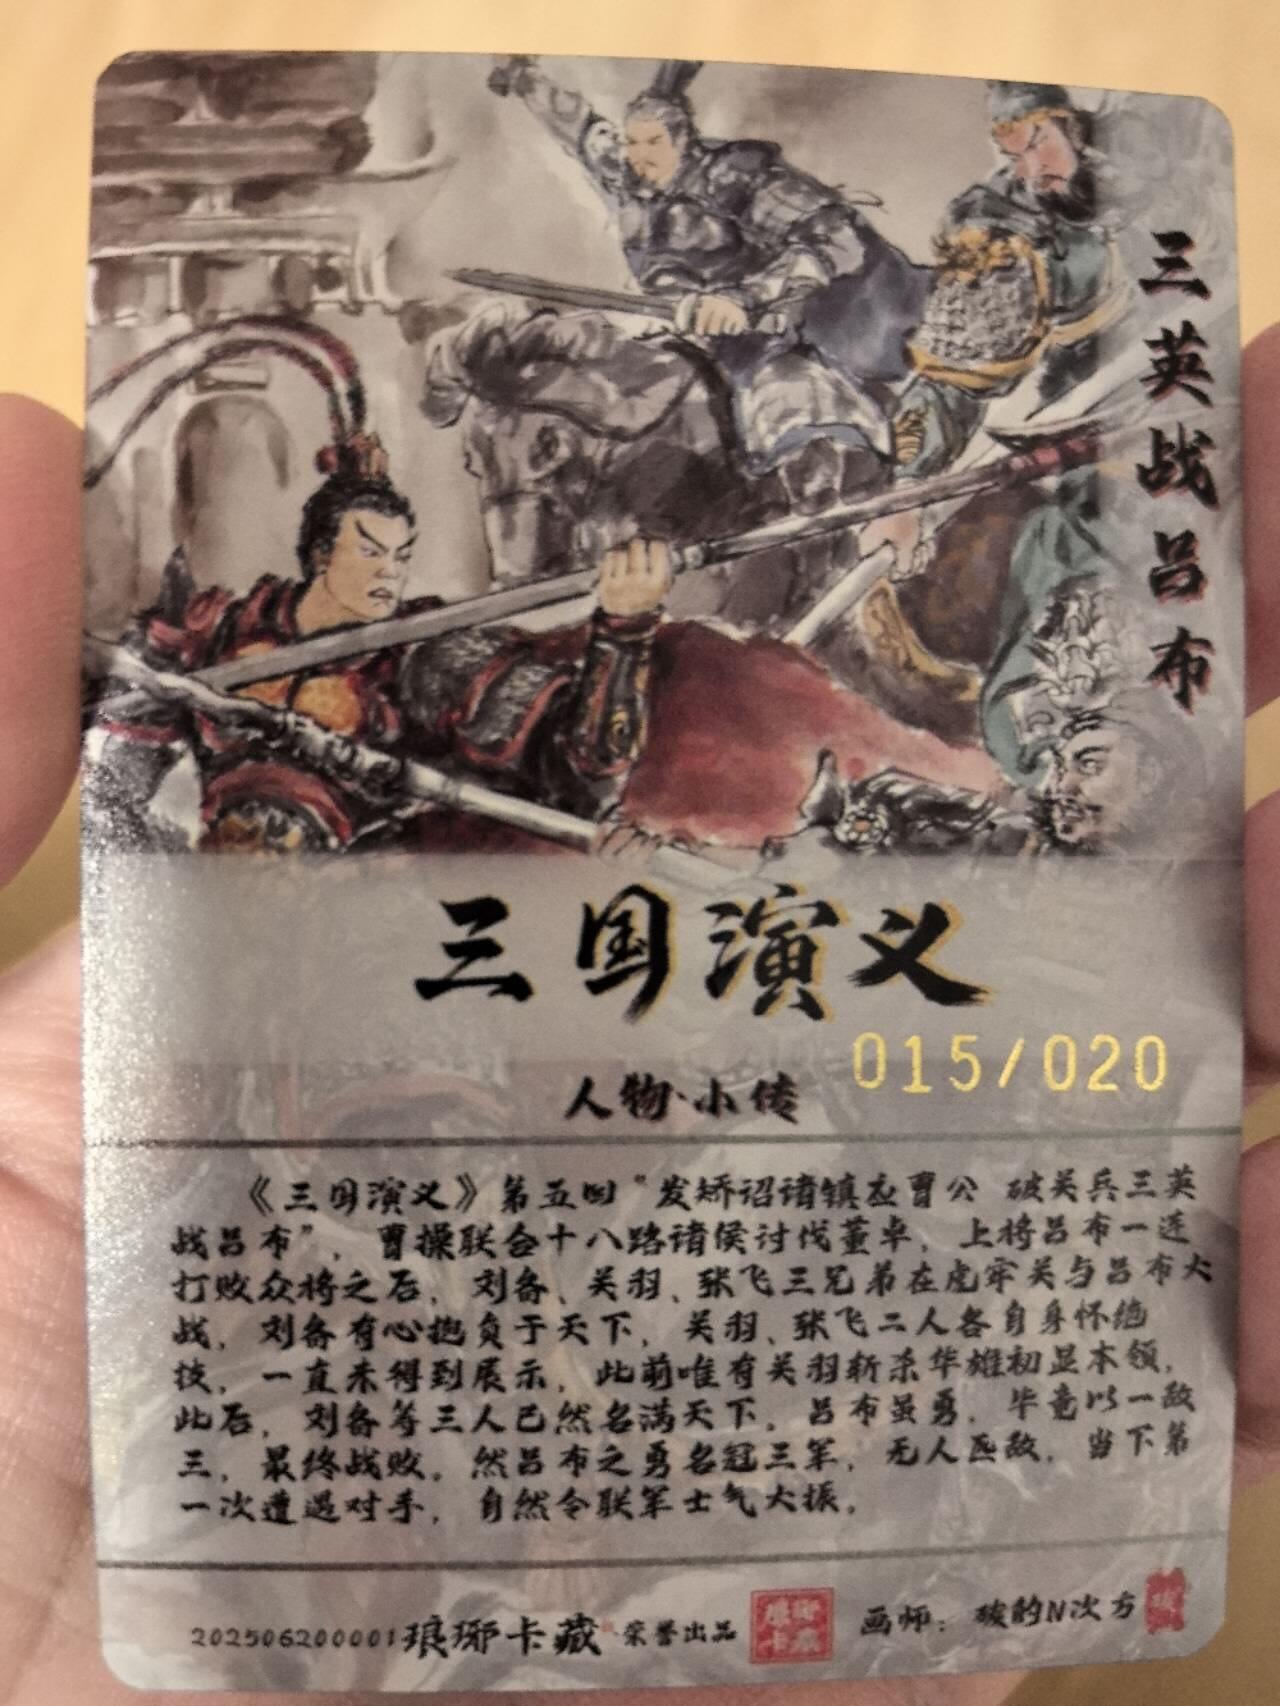 三英战吕布
三国演义
015/020
人物·小传
《三国演义》第五回“发矫诏诸镇应曹公 破关兵三英
战吕布”，曹操联合十八路诸侯讨伐董卓，上将吕布一连
打败众将之后，刘备、关羽、张飞三兄弟在虎牢关与吕布大
战，刘备有心抱负于天下，关羽、张飞二人各自身怀绝
技，一直未得到展示，此前唯有关羽斩杀华雄初显本领，
此后，刘备等三人已然名满天下。吕布虽勇，毕竟以一敌
三，最终战败。然吕布之勇名冠三军，无人匹敌，当下第
一次遭遇对手，自然令联军士气大振。
202506200001琅琊卡藏 荣誉出品 画师：碳的N次方